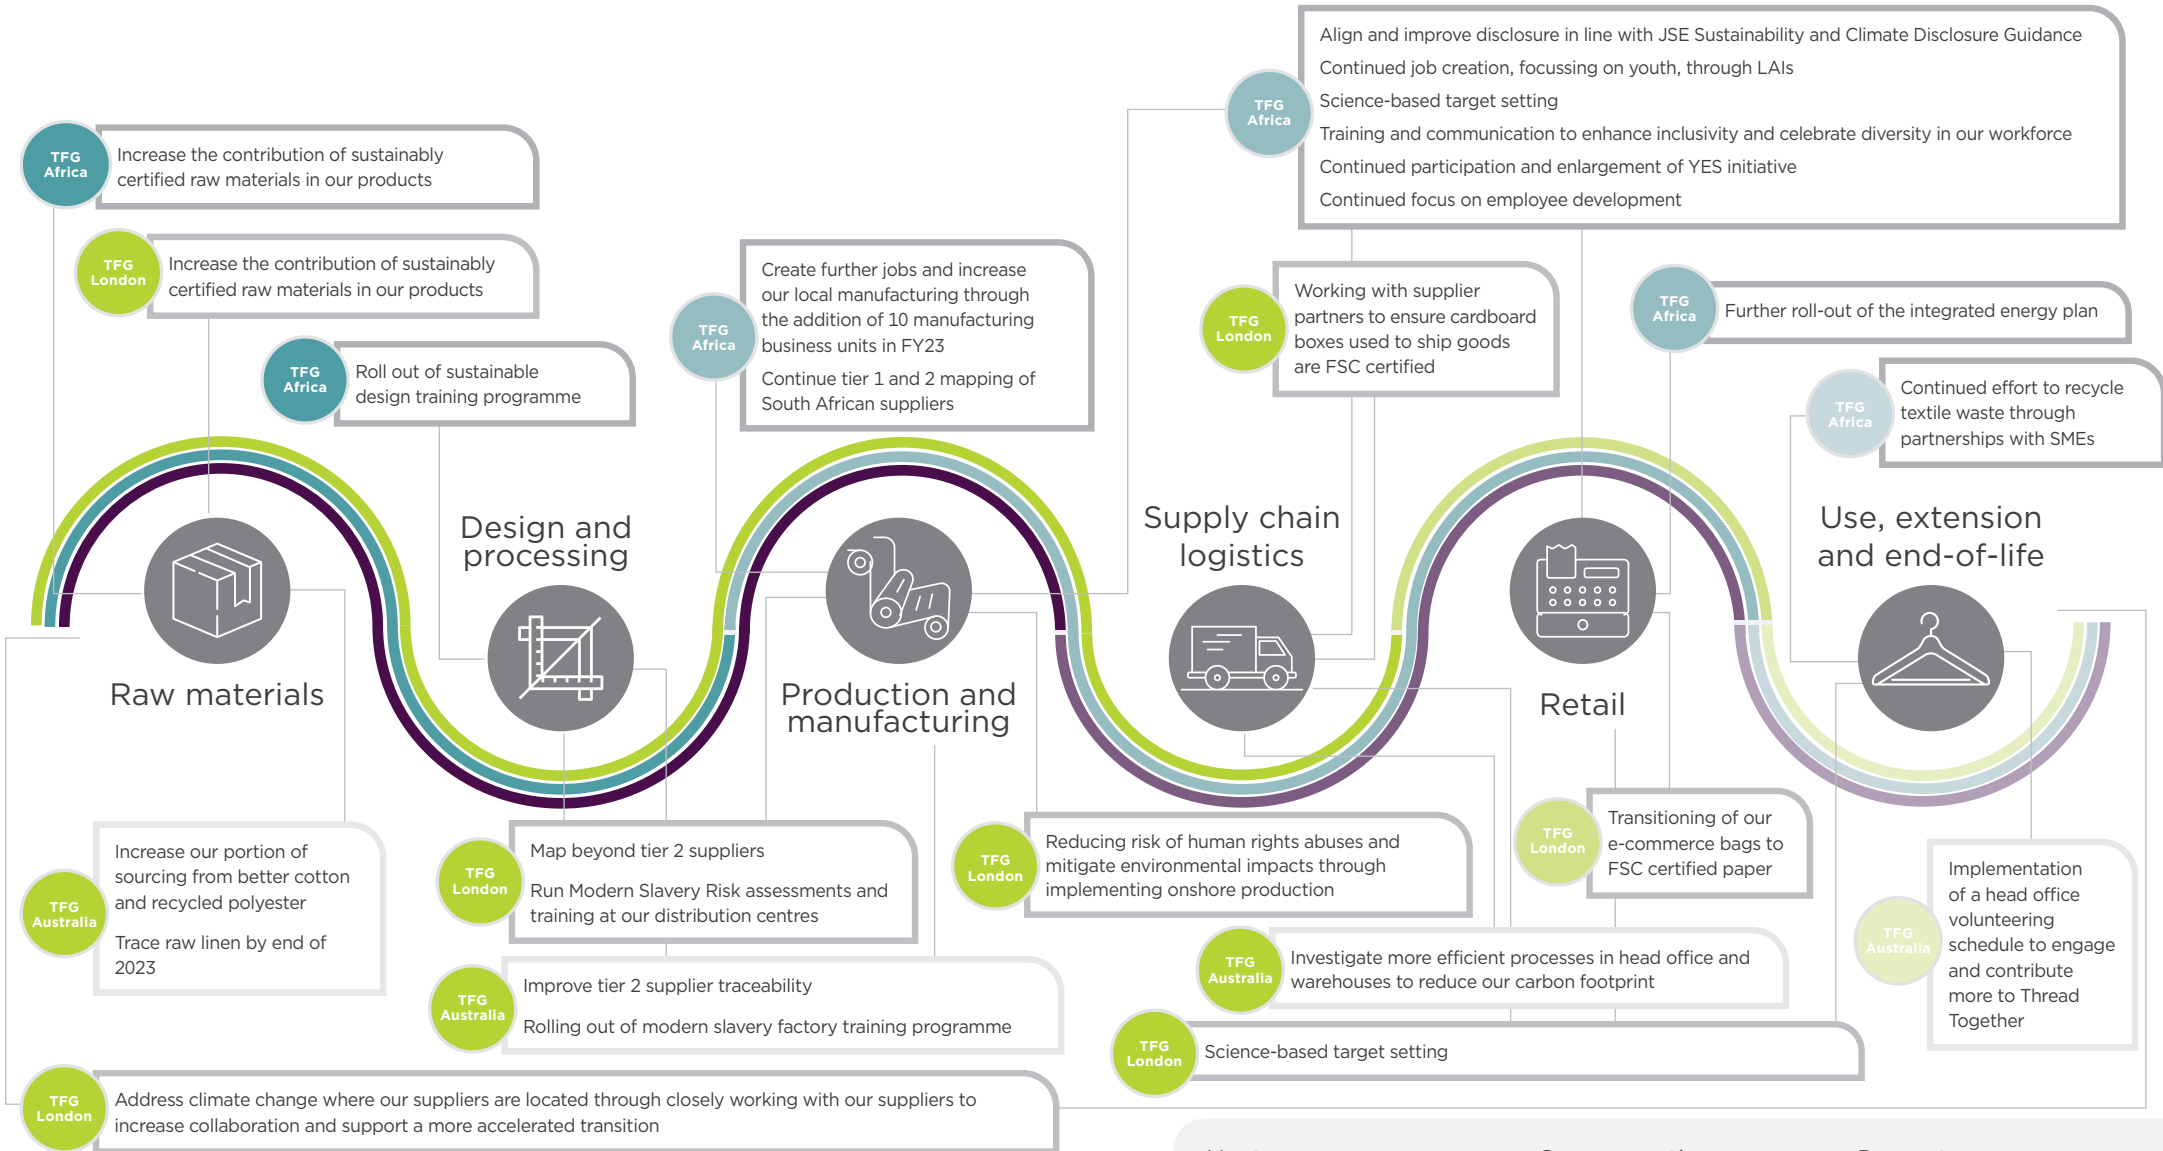 Align and improve disclosure in line with JSE Sustainability and Climate Disclosure Guidance
Continued job creation, focussing on youth, through LAIs
TFG
Africa
Science-based target setting
Training and communication to enhance inclusivity and celebrate diversity in our workforce
Continued participation and enlargement of YES initiative
Continued focus on employee development
TFG
Africa
Increase the contribution of sustainably
certified raw materials in our products
TFG
London
Increase the contribution of sustainably
certified raw materials in our products
TFG
Africa
Roll out of sustainable
design training programme
TFG
Africa
Create further jobs and increase
our local manufacturing through
the addition of 10 manufacturing
business units in FY23
Continue tier 1 and 2 mapping of
South African suppliers
TFG
London
Working with supplier
partners to ensure cardboard
boxes used to ship goods
are FSC certified
TFG
Africa
Further roll-out of the integrated energy plan
TFG
Africa
Continued effort to recycle
textile waste through
partnerships with SMEs
Raw materials
Design and
processing
Production and
manufacturing
Supply chain
logistics
Retail
Use, extension
and end-of-life
TFG
Australia
Increase our portion of
sourcing from better cotton
and recycled polyester
Trace raw linen by end of
2023
TFG
London
Map beyond tier 2 suppliers
Run Modern Slavery Risk assessments and
training at our distribution centres
TFG
Australia
Improve tier 2 supplier traceability
Rolling out of modern slavery factory training programme
TFG
London
Reducing risk of human rights abuses and
mitigate environmental impacts through
implementing onshore production
TFG
London
Transitioning of our
e-commerce bags to
FSC certified paper
TFG
Australia
Implementation
of a head office
volunteering
schedule to engage
and contribute
more to Thread
Together
TFG
Australia
Investigate more efficient processes in head office and
warehouses to reduce our carbon footprint
TFG
London
Science-based target setting
TFG
London
Address climate change where our suppliers are located through closely working with our suppliers to
increase collaboration and support a more accelerated transition